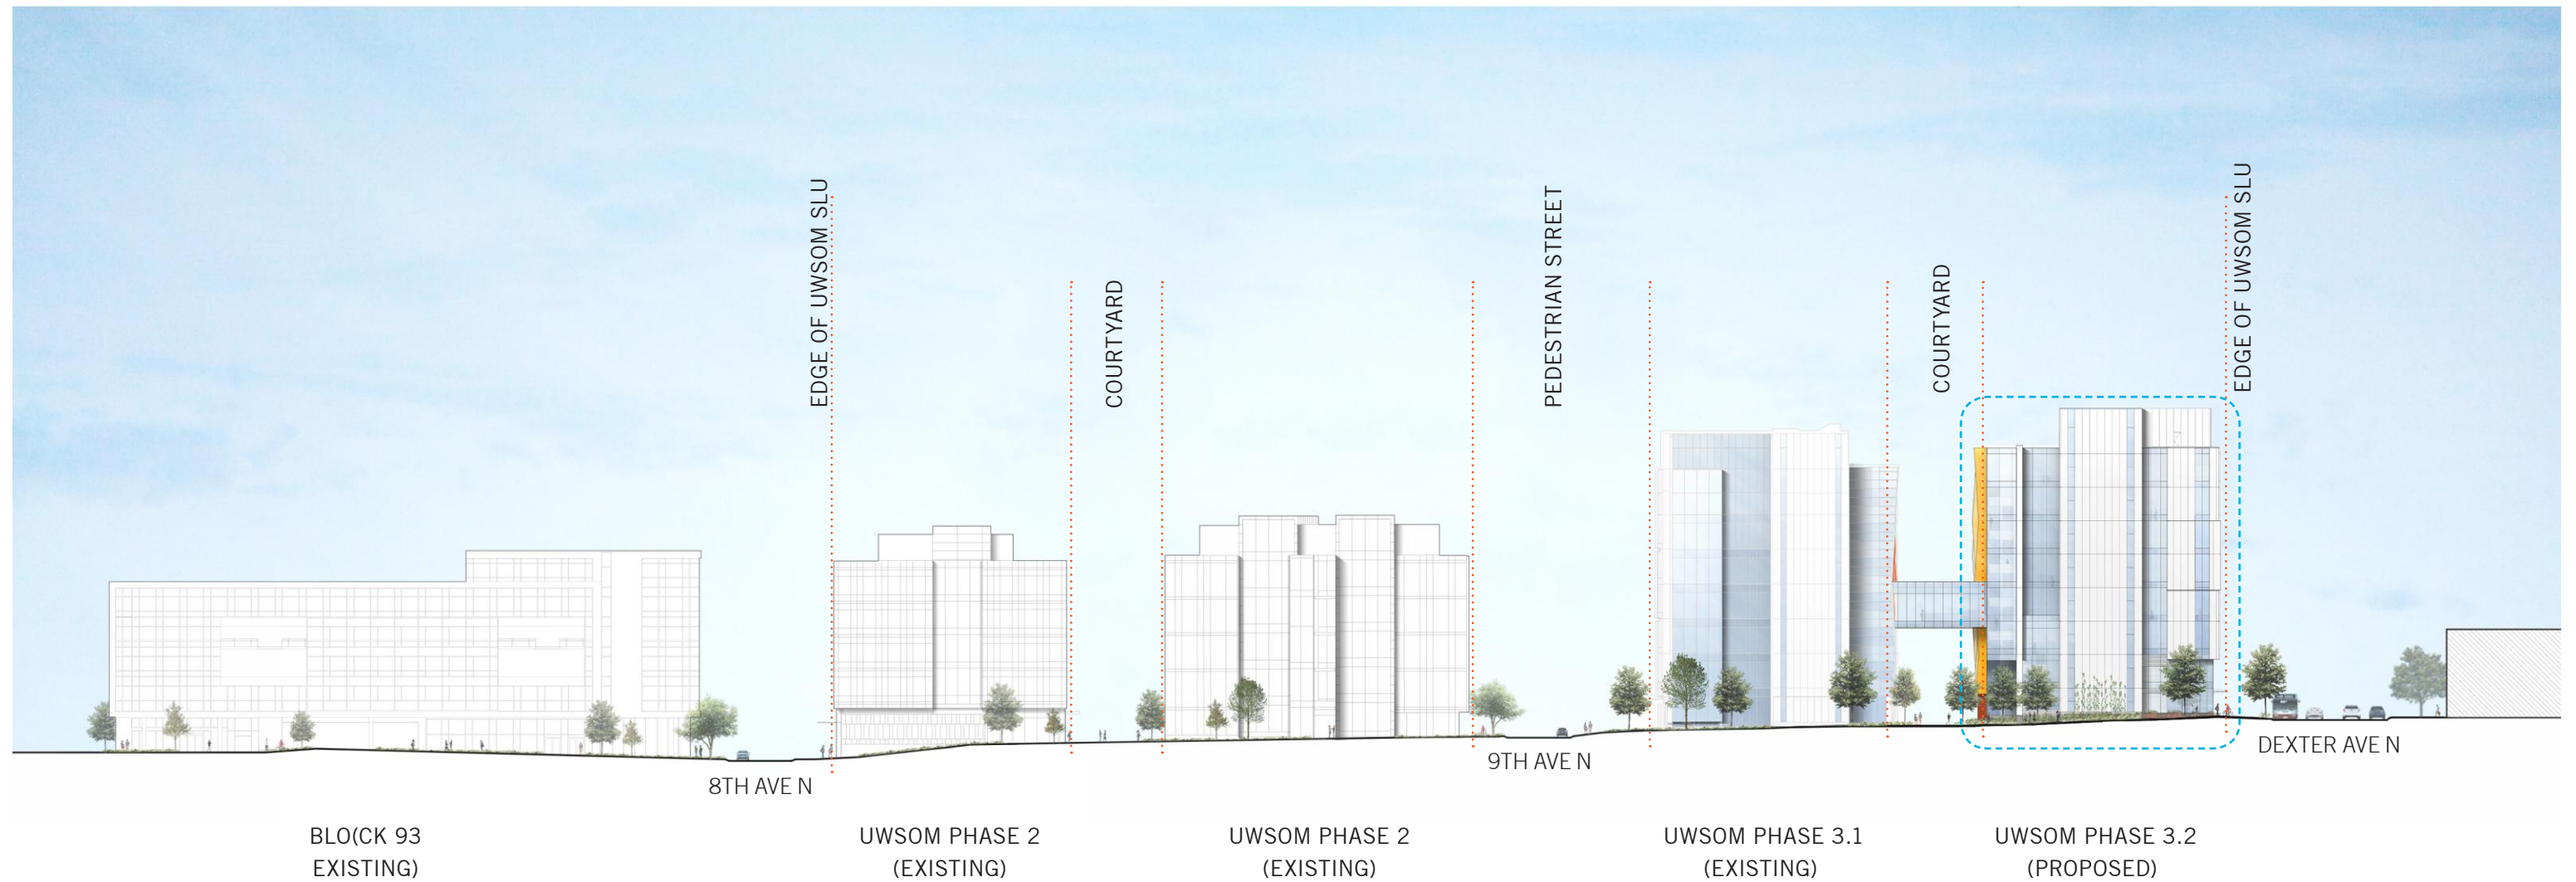 EDGE OF UWSOM SLU
COURTYARD
PEDESTRIAN STREET
COURTYARD
EDGE OF UWSOM SLU
8TH AVE N
9TH AVE N
DEXTER AVE N
BLO(CK 93
EXISTING)
UWSOM PHASE 2
(EXISTING)
UWSOM PHASE 2
(EXISTING)
UWSOM PHASE 3.1
(EXISTING)
UWSOM PHASE 3.2
(PROPOSED)